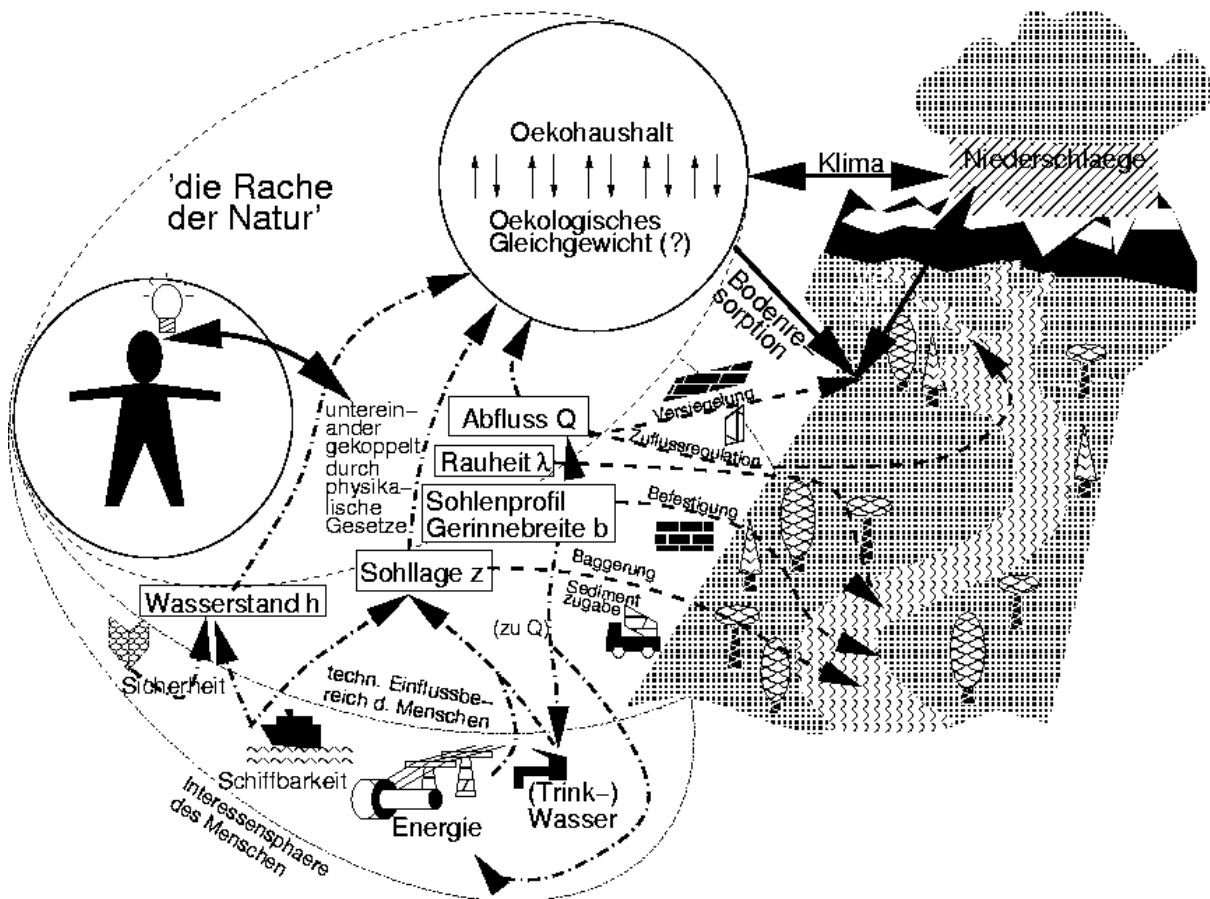 Oekohaushalt
Oekologisches
Gleichgewicht (?)
Klima
Niederschlaege
'die Rache
der Natur'
Bodenre-
sorption
unterein-
ander
gekoppelt
durch
physika-
lische
Gesetze
Abfluss Q
Rauheit λ
Sohlenprofil
Gerinnebreite b
Sohllage z
Wasserstand h
Versiegelung
Zuflussregulation
Befestigung
Baggerung
Sediment
zugabe
(zu Q)
Sicherheit
techn. Einflussbe-
reich d. Menschen
Schiffbarkeit
Energie
(Trink-)
Wasser
Interessensphaere
des Menschen